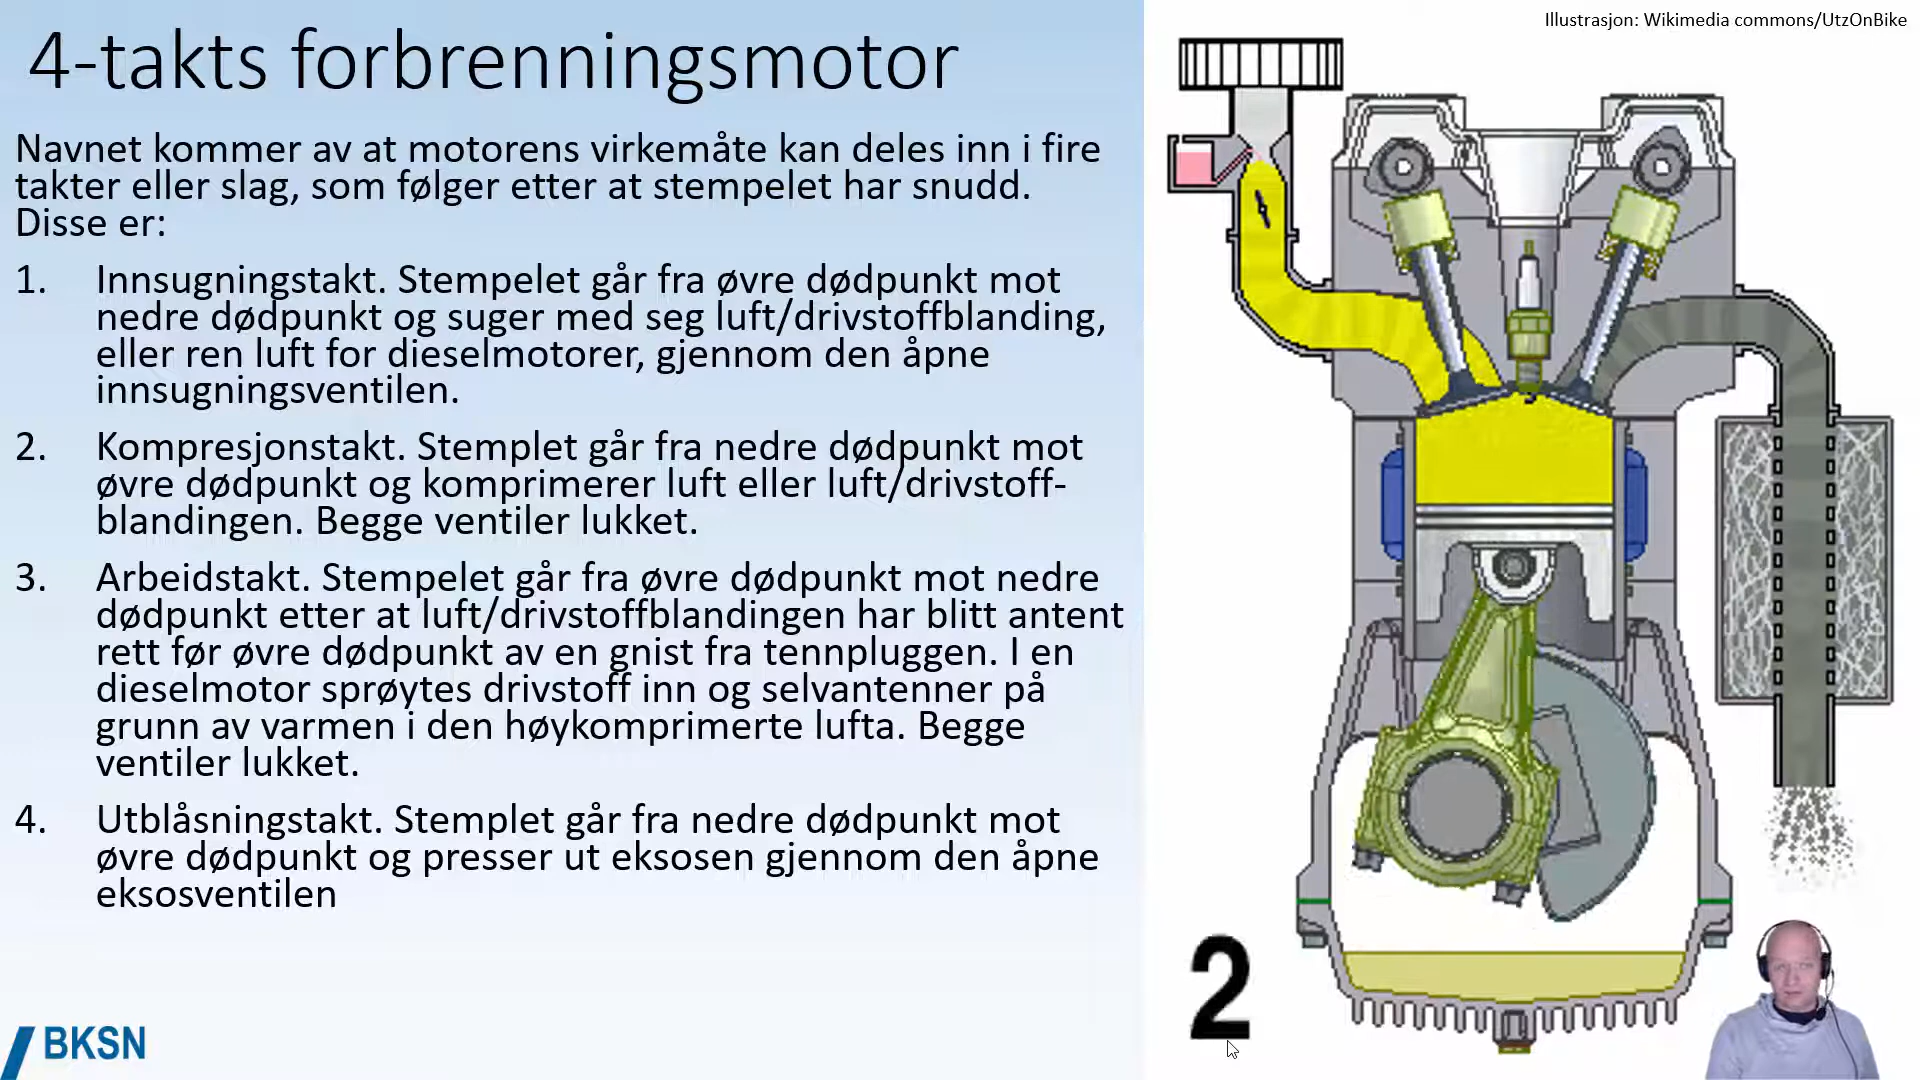 Illustrasjon: Wikimedia commons/UtzOnBike
4-takts forbrenningsmotor
Navnet kommer av at motorens virkemåte kan deles inn i fire
takter eller slag, som følger etter at stempelet har snudd.
Disse er:
1. Innsugningstakt. Stempelet går fra øvre dødpunkt mot
nedre dødpunkt og suger med seg luft/drivstoffblanding,
eller ren luft for dieselmotorer, gjennom den åpne
innsugningsventilen.
2. Kompresjonstakt. Stemplet går fra nedre dødpunkt mot
øvre dødpunkt og komprimerer luft eller luft/drivstoff-
blandingen. Begge ventiler lukket.
3. Arbeidstakt. Stempelet går fra øvre dødpunkt mot nedre
dødpunkt etter at luft/drivstoffblandingen har blitt antent
rett før øvre dødpunkt av en gnist fra tennpluggen. I en
dieselmotor sprøytes drivstoff inn og selvantenner på
grunn av varmen i den høykomprimerte lufta. Begge
ventiler lukket.
4. Utblåsningstakt. Stemplet går fra nedre dødpunkt mot
øvre dødpunkt og presser ut eksosen gjennom den åpne
eksosventilen
2
BKSN